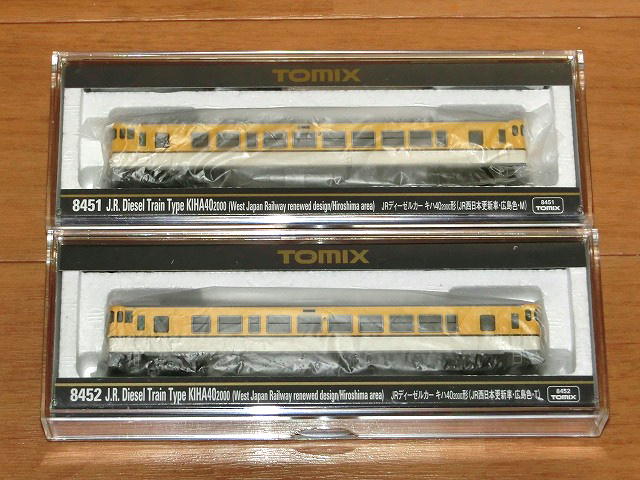 TOMIX
8451 J.R. Diesel Train Type KIHA402000 (West Japan Railway renewed design/Hiroshima area) JRディーゼルカー キハ402000形(JR西日本更新車・広島色・M) 8451 TOMIX
TOMIX
8452 J.R. Diesel Train Type KIHA402000 (West Japan Railway renewed design/Hiroshima area) JRディーゼルカー キハ402000形(JR西日本更新車・広島色・T) 8452 TOMIX